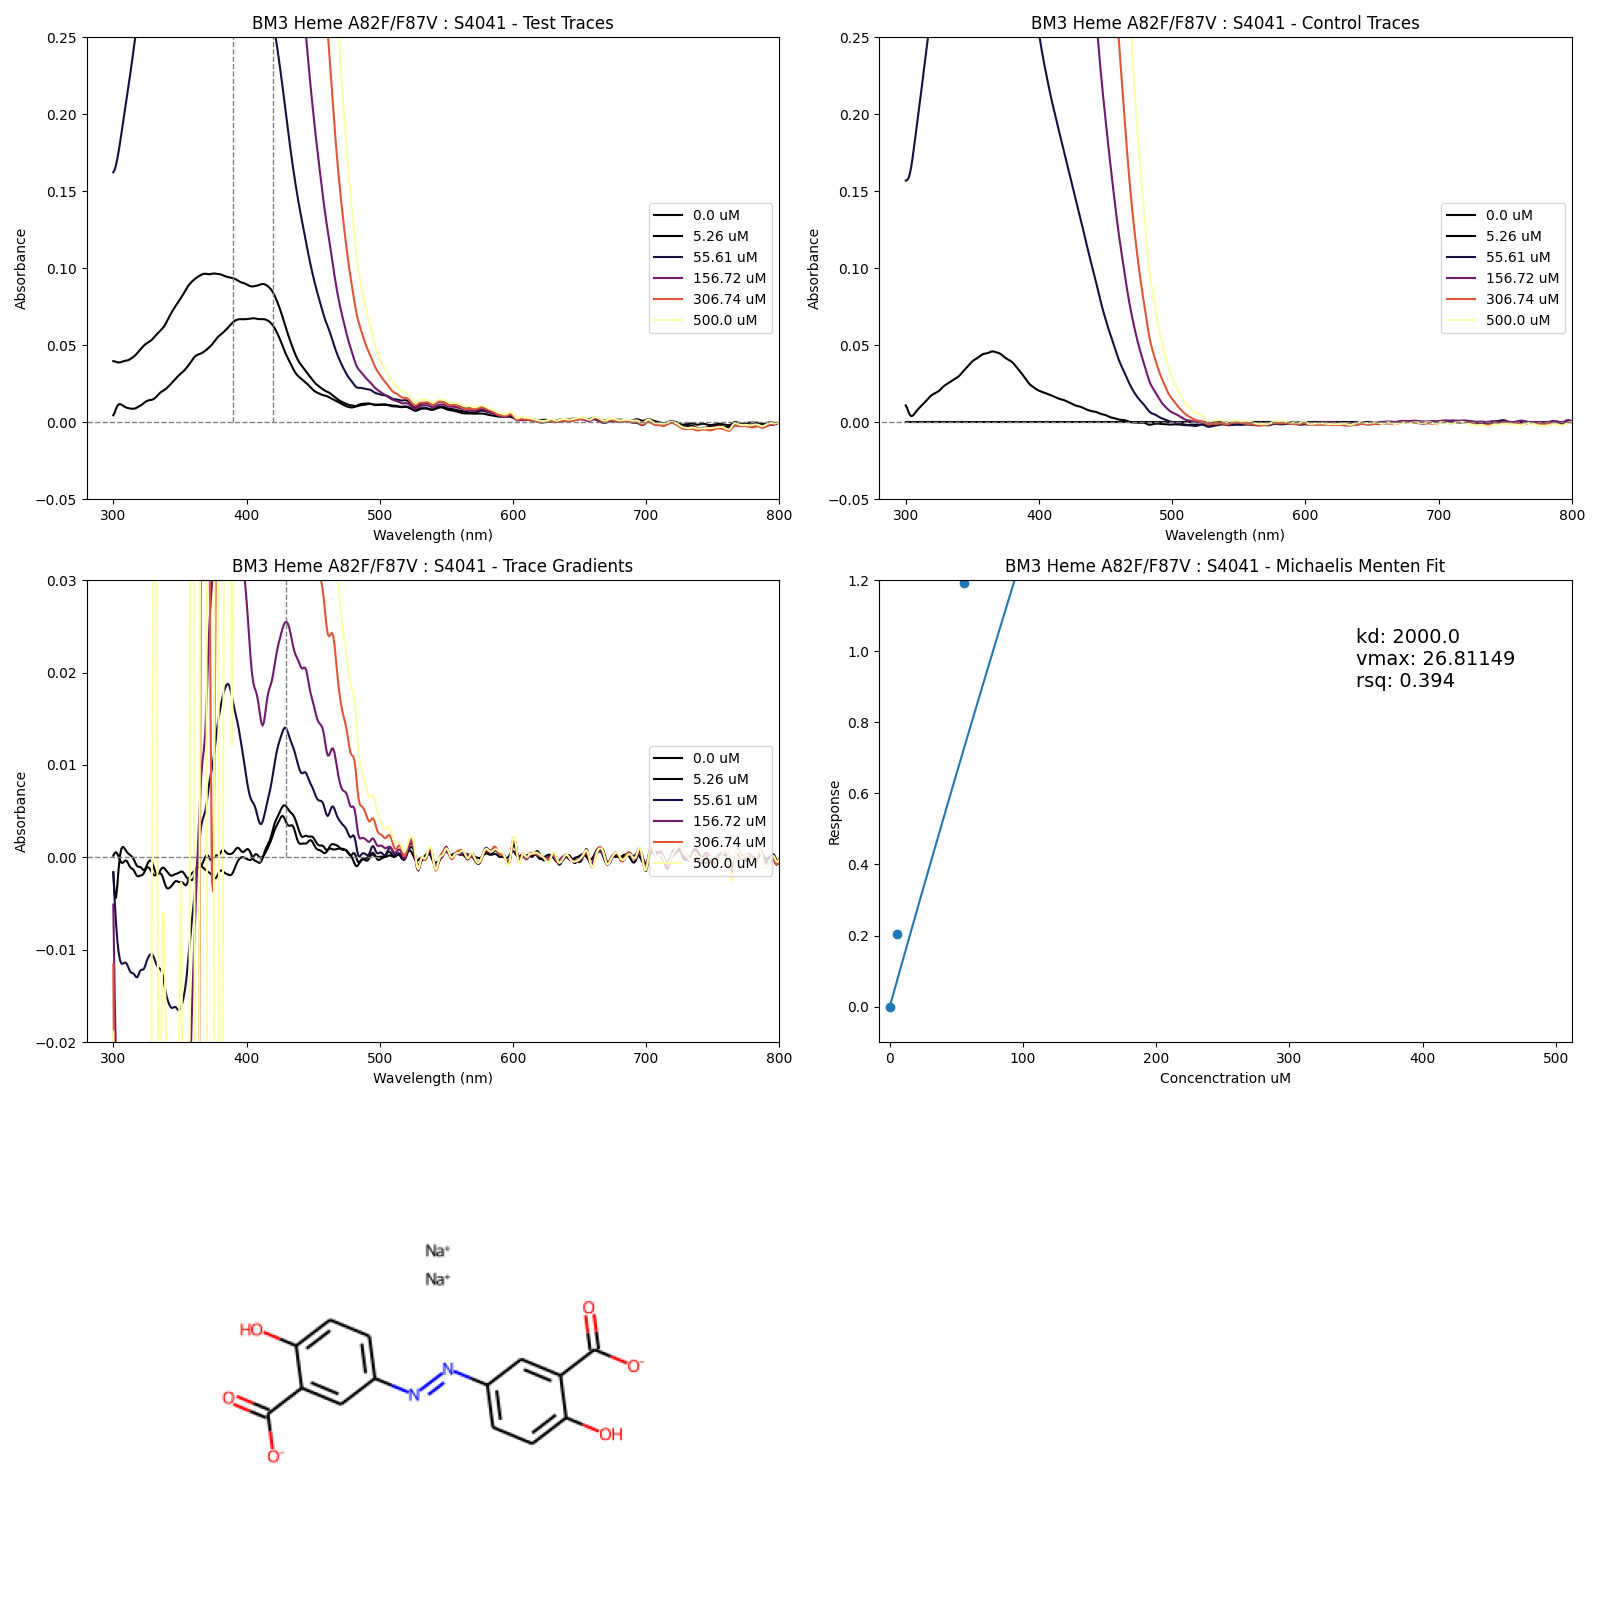 BM3 Heme A82F/F87V : S4041 - Test Traces
Absorbance
0.25
0.20
0.15
0.10
0.05
0.00
−0.05
300 400 500 600 700 800
Wavelength (nm)
0.0 uM
5.26 uM
55.61 uM
156.72 uM
306.74 uM
500.0 uM
BM3 Heme A82F/F87V : S4041 - Control Traces
Absorbance
0.25
0.20
0.15
0.10
0.05
0.00
−0.05
300 400 500 600 700 800
Wavelength (nm)
0.0 uM
5.26 uM
55.61 uM
156.72 uM
306.74 uM
500.0 uM
BM3 Heme A82F/F87V : S4041 - Trace Gradients
Absorbance
0.03
0.02
0.01
0.00
−0.01
−0.02
300 400 500 600 700 800
Wavelength (nm)
0.0 uM
5.26 uM
55.61 uM
156.72 uM
306.74 uM
500.0 uM
BM3 Heme A82F/F87V : S4041 - Michaelis Menten Fit
Response
1.2
1.0
0.8
0.6
0.4
0.2
0.0
0 100 200 300 400 500
Concenctration uM
kd: 2000.0
vmax: 26.81149
rsq: 0.394
Na+
Na+
HO
O
O-
N
N
O
O-
OH